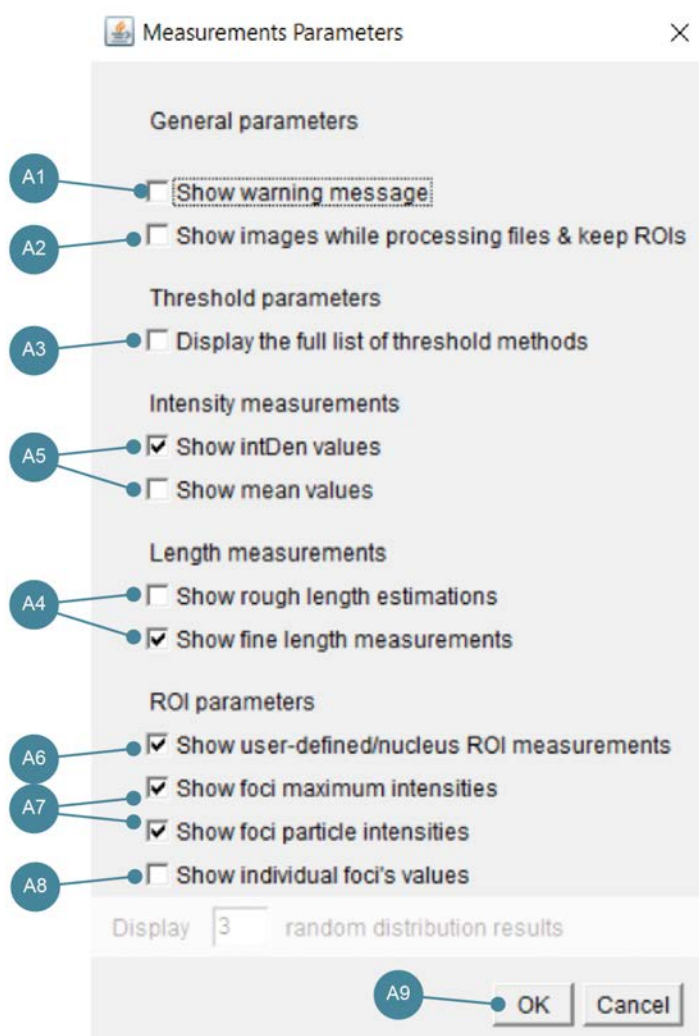 Measurements Parameters
General parameters
A1
Show warning message
A2
Show images while processing files & keep ROIs
Threshold parameters
A3
Display the full list of threshold methods
Intensity measurements
A5
Show intDen values
Show mean values
Length measurements
A4
Show rough length estimations
Show fine length measurements
ROI parameters
A6
Show user-defined/nucleus ROI measurements
A7
Show foci maximum intensities
Show foci particle intensities
A8
Show individual foci's values
Display 3 random distribution results
A9
OK Cancel